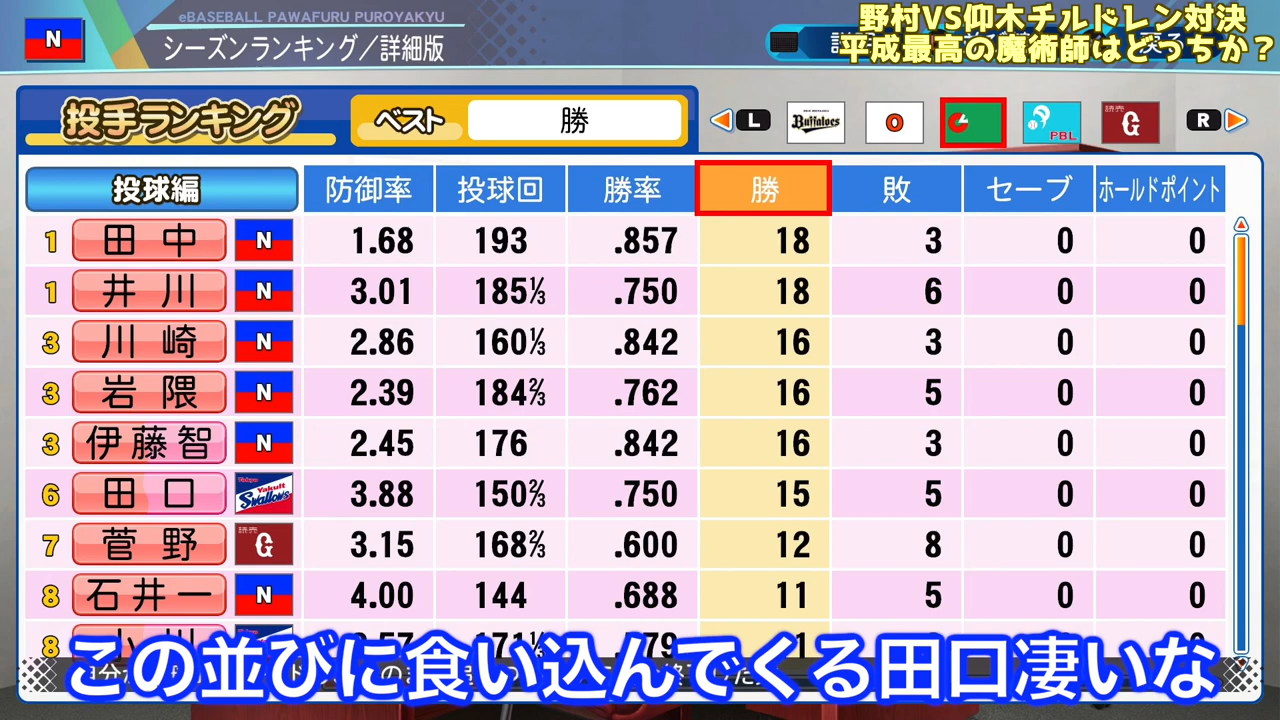 eBASEBALL PAWAFURU PUROYAKYU
シーズンランキング／詳細版
野村VS仰木チルドレン対決
平成最高の魔術師はどっちか？
N
投手ランキング
ベスト 勝
L Buffaloes O PBL 読売 G R
投球編 防御率 投球回 勝率 勝 敗 セーブ ホールドポイント
1 田中 N 1.68 193 .857 18 3 0 0
1 井川 N 3.01 185⅓ .750 18 6 0 0
3 川崎 N 2.86 160⅓ .842 16 3 0 0
3 岩隈 N 2.39 184⅔ .762 16 5 0 0
3 伊藤智 N 2.45 176 .842 16 3 0 0
6 田口 Yakult Swallows 3.88 150⅔ .750 15 5 0 0
7 菅野 読売 G 3.15 168⅔ .600 12 8 0 0
8 石井一 N 4.00 144 .688 11 5 0 0
8 小川
この並びに食い込んでくる田口凄いな